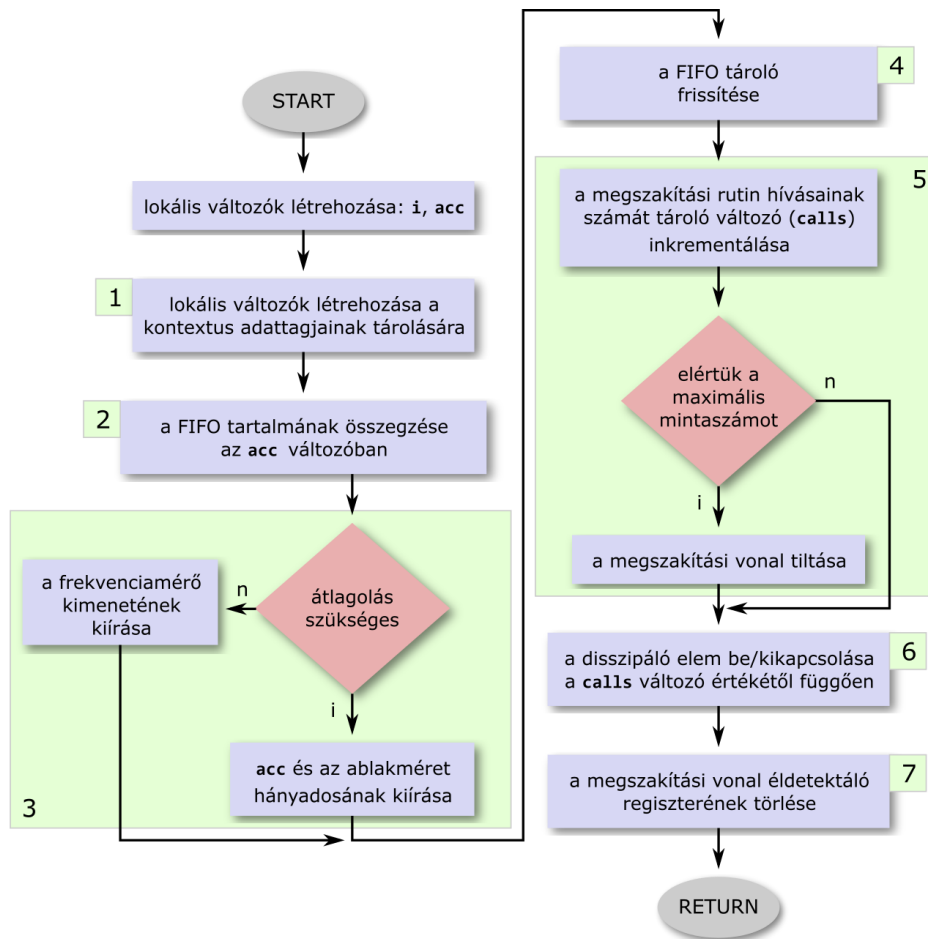 START
lokális változók létrehozása: i, acc
1
lokális változók létrehozása a
kontextus adattagjainak tárolására
2
a FIFO tartalmának összegzése
az acc változóban
átlagolás
szükséges
n
a frekvenciamérő
kimenetének
kiírása
i
acc és az ablakméret
hányadosának kiírása
3
4
a FIFO tároló
frissítése
5
a megszakítási rutin hívásainak
számát tároló változó (calls)
inkrementálása
elértük a
maximális
mintaszámot
n
i
a megszakítási vonal tiltása
6
a disszipáló elem be/kikapcsolása
a calls változó értékétől függően
7
a megszakítási vonal éldetektáló
regiszterének törlése
RETURN